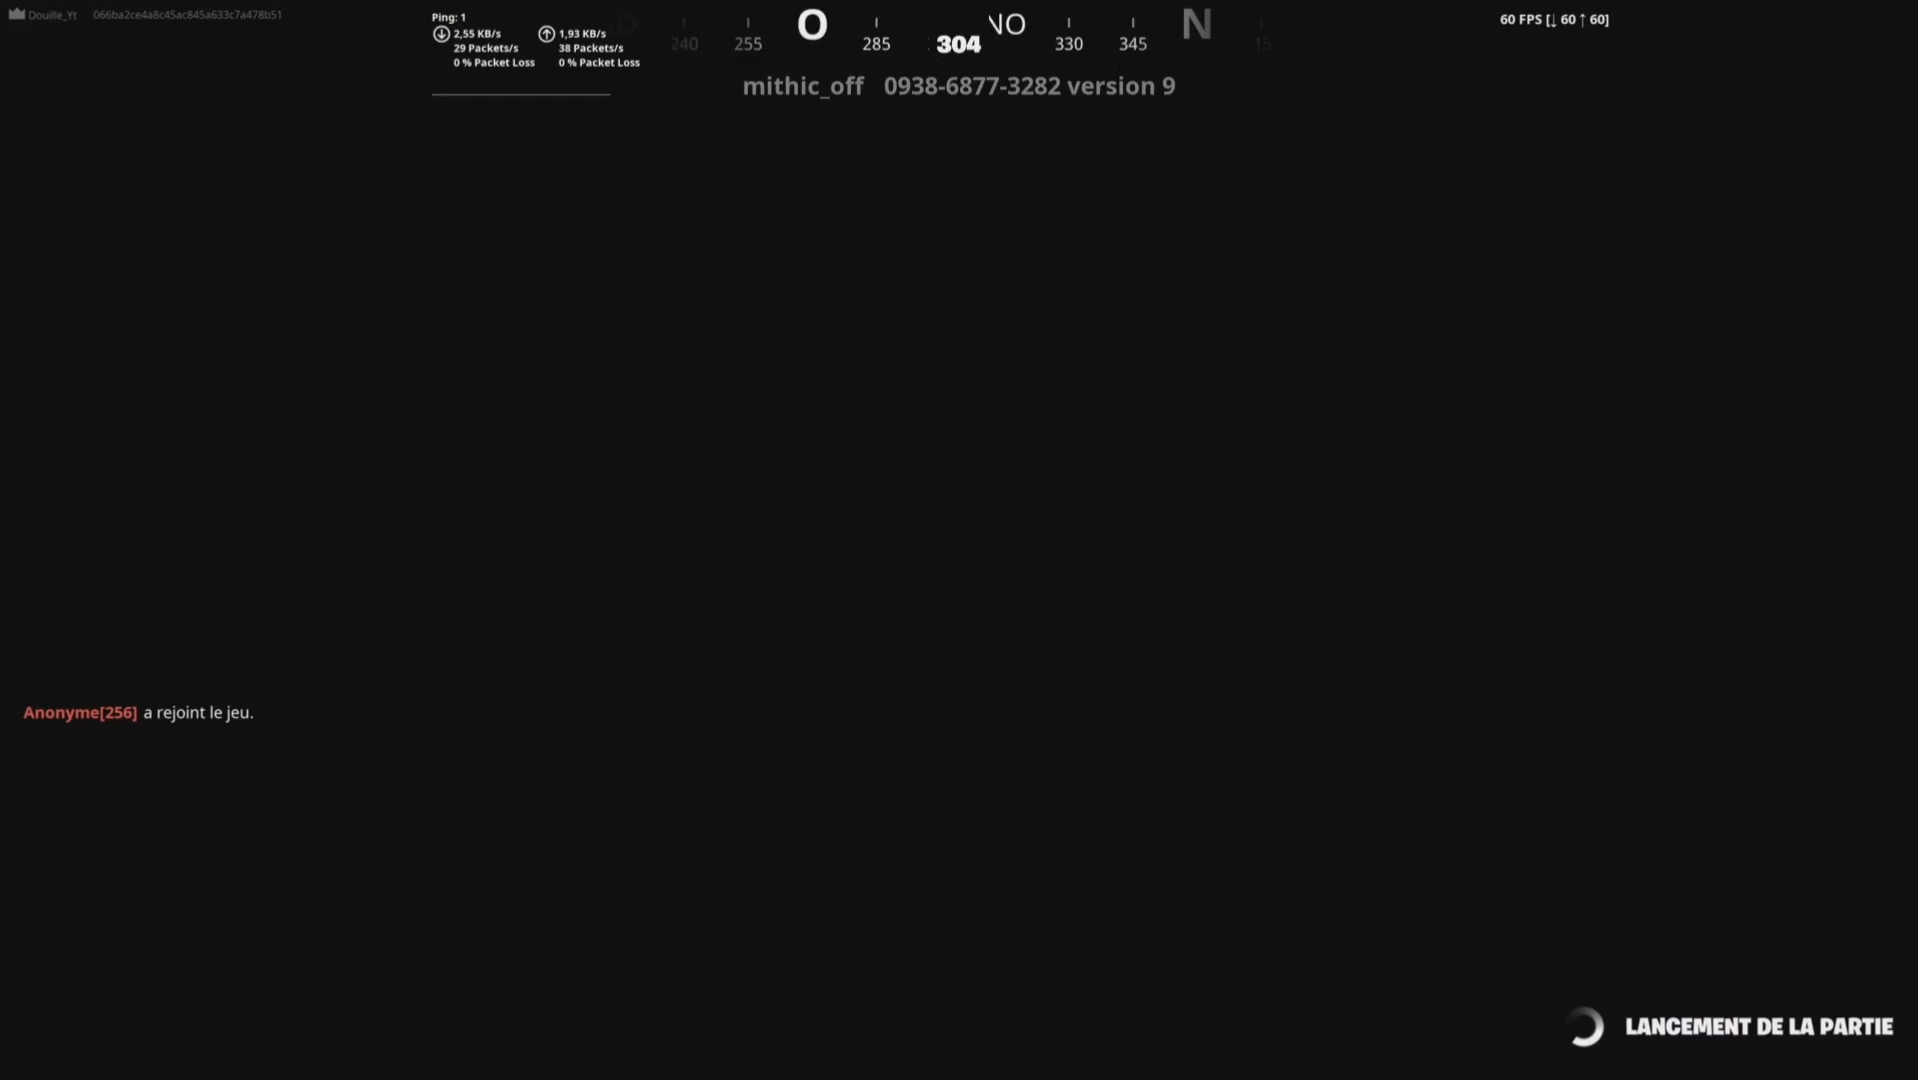 Douille_Yt 066ba2ce4a8c45ac845a633c7a478b51
Ping: 1
2,55 KB/s 1,93 KB/s
29 Packets/s 38 Packets/s
0 % Packet Loss 0 % Packet Loss
O NO N
240 255 285 304 330 345 15
60 FPS [↓ 60 ↑ 60]
mithic_off 0938-6877-3282 version 9
Anonyme[256] a rejoint le jeu.
LANCEMENT DE LA PARTIE